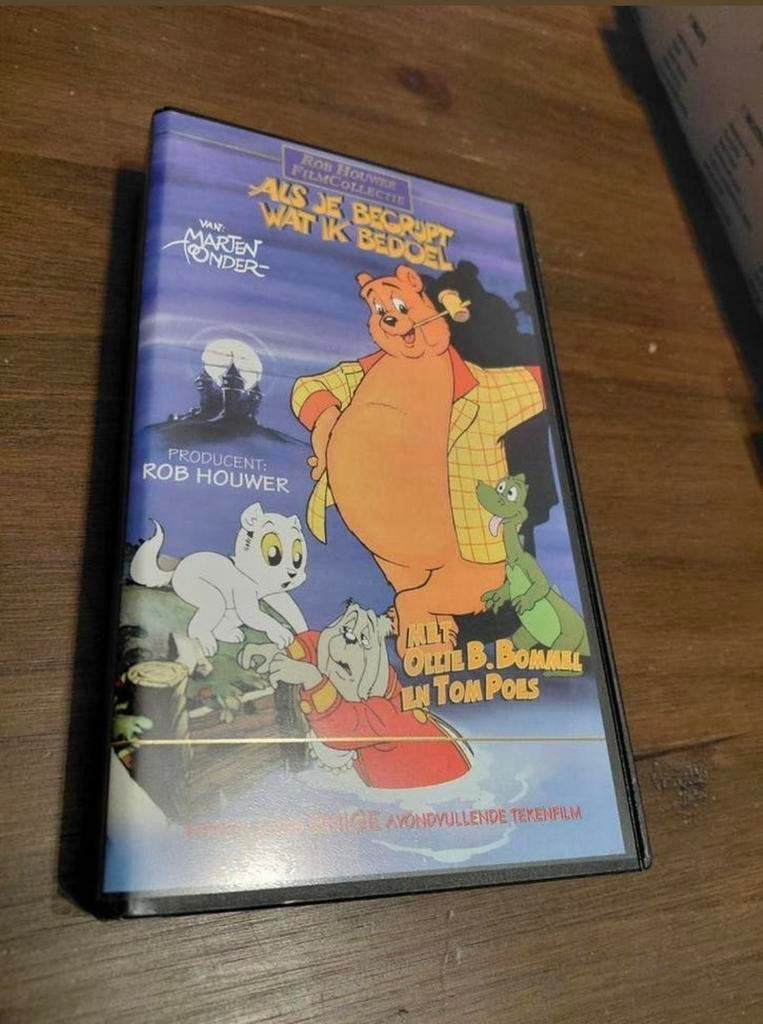 ROB HOUWER
FILMCOLLECTIE
ALS JE BEGRIJPT
WAT IK BEDOEL
VAN:
MARTEN
TOONDER
PRODUCENT:
ROB HOUWER
MET
OLLIE B. BOMMEL
EN TOM POES
ENIGE AVONDVULLENDE TEKENFILM